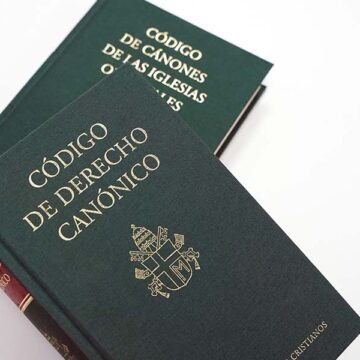 CÓDIGO
DE CÁNONES
DE LAS IGLESIAS
CÓDIGO
DE DERECHO
CANÓNICO
CRISTIANOS